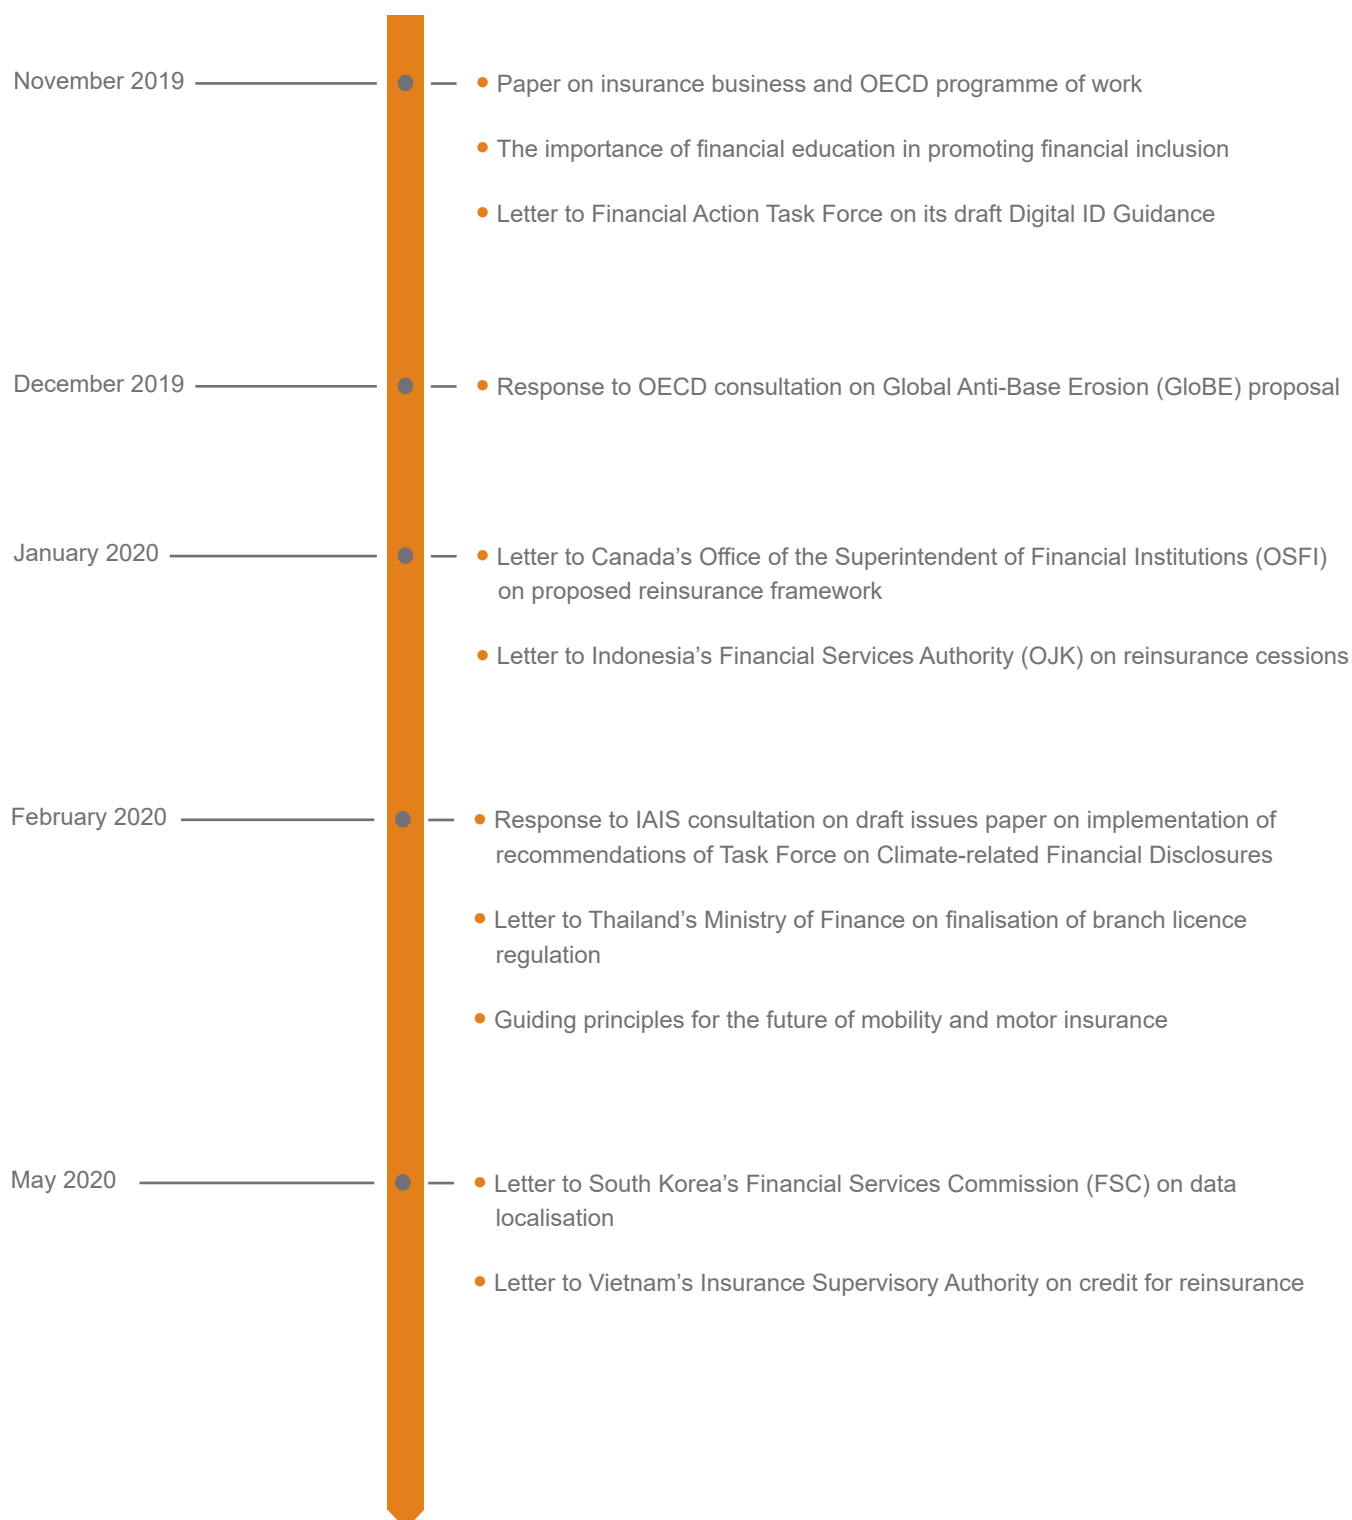 November 2019
• Paper on insurance business and OECD programme of work
• The importance of financial education in promoting financial inclusion
• Letter to Financial Action Task Force on its draft Digital ID Guidance
December 2019
• Response to OECD consultation on Global Anti-Base Erosion (GloBE) proposal
January 2020
• Letter to Canada’s Office of the Superintendent of Financial Institutions (OSFI)
on proposed reinsurance framework
• Letter to Indonesia’s Financial Services Authority (OJK) on reinsurance cessions
February 2020
• Response to IAIS consultation on draft issues paper on implementation of
recommendations of Task Force on Climate-related Financial Disclosures
• Letter to Thailand’s Ministry of Finance on finalisation of branch licence
regulation
• Guiding principles for the future of mobility and motor insurance
May 2020
• Letter to South Korea’s Financial Services Commission (FSC) on data
localisation
• Letter to Vietnam’s Insurance Supervisory Authority on credit for reinsurance